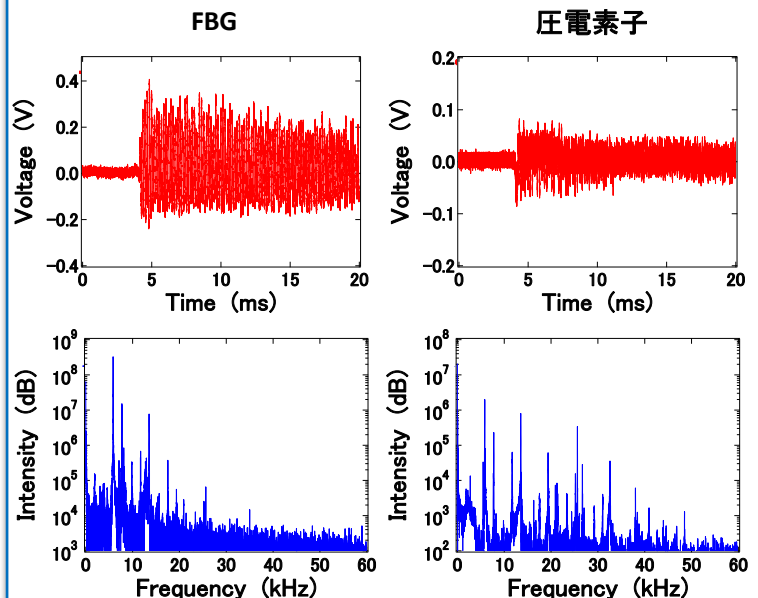 FBG
圧電素子
Voltage (V)
0.4
0.2
0.0
−0.2
−0.4
0 5 10 15 20
Time (ms)
Voltage (V)
0.2
0.1
0.0
−0.1
−0.2
0 5 10 15 20
Time (ms)
Intensity (dB)
10⁹
10⁸
10⁷
10⁶
10⁵
10⁴
10³
0 10 20 30 40 50 60
Frequency (kHz)
Intensity (dB)
10⁸
10⁷
10⁶
10⁵
10⁴
10³
10²
0 10 20 30 40 50 60
Frequency (kHz)